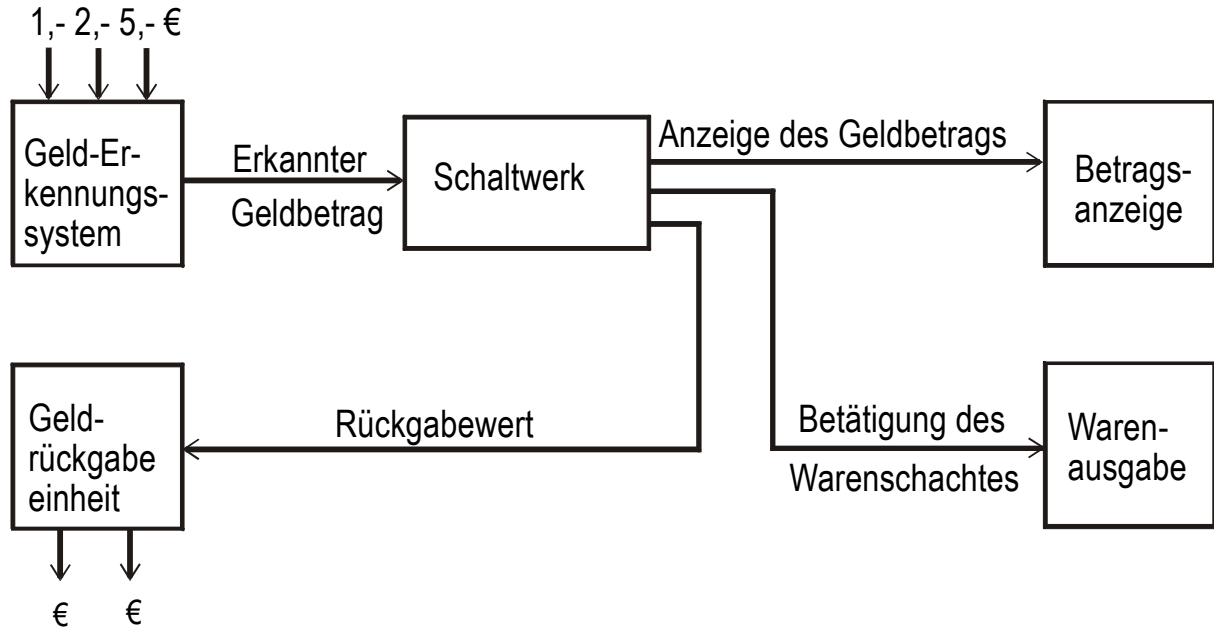 1,- 2,- 5,- €
Geld-Er-
kennungs-
system
Erkannter
Geldbetrag
Schaltwerk
Anzeige des Geldbetrags
Betrags-
anzeige
Geld-
rückgabe
einheit
Rückgabewert
Betätigung des
Warenschachtes
Waren-
ausgabe
€ €